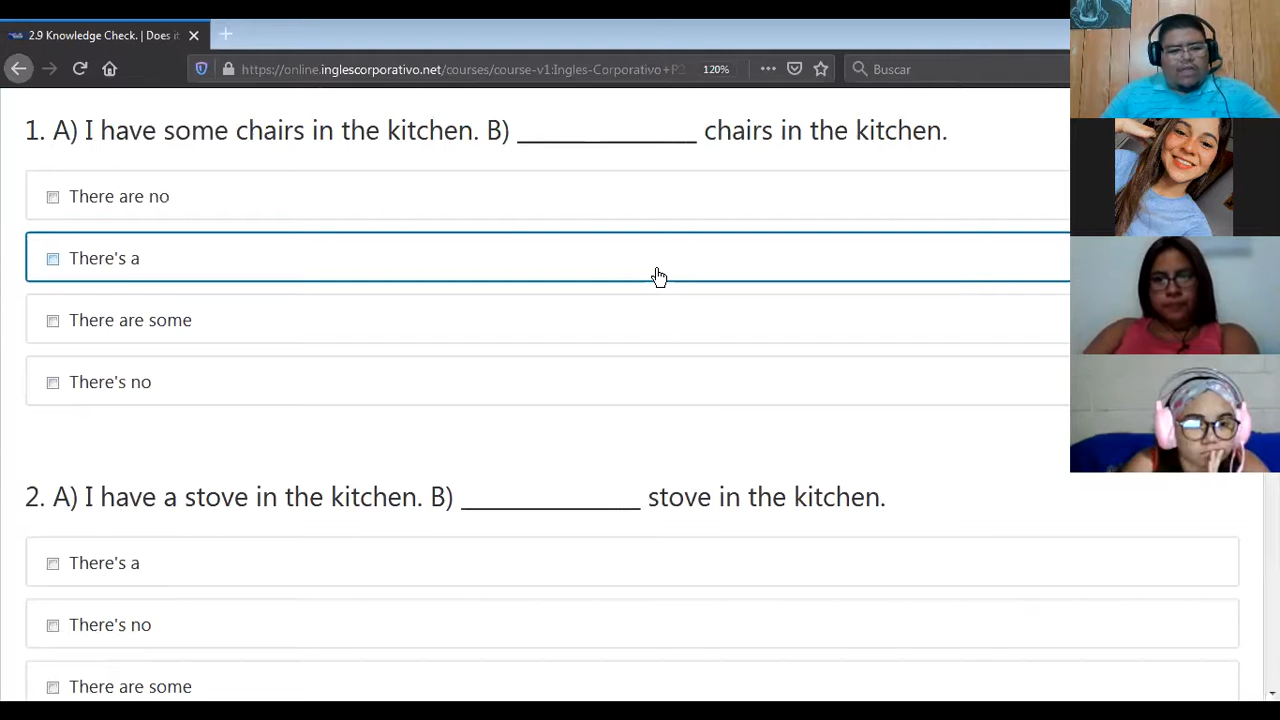 2.9 Knowledge Check. | Does i
https://online.inglescorporativo.net/courses/course-v1:Ingles-Corporativo+P2
120%
Buscar
1. A) I have some chairs in the kitchen. B) ______________ chairs in the kitchen.
There are no
There's a
There are some
There's no
2. A) I have a stove in the kitchen. B) ______________ stove in the kitchen.
There's a
There's no
There are some